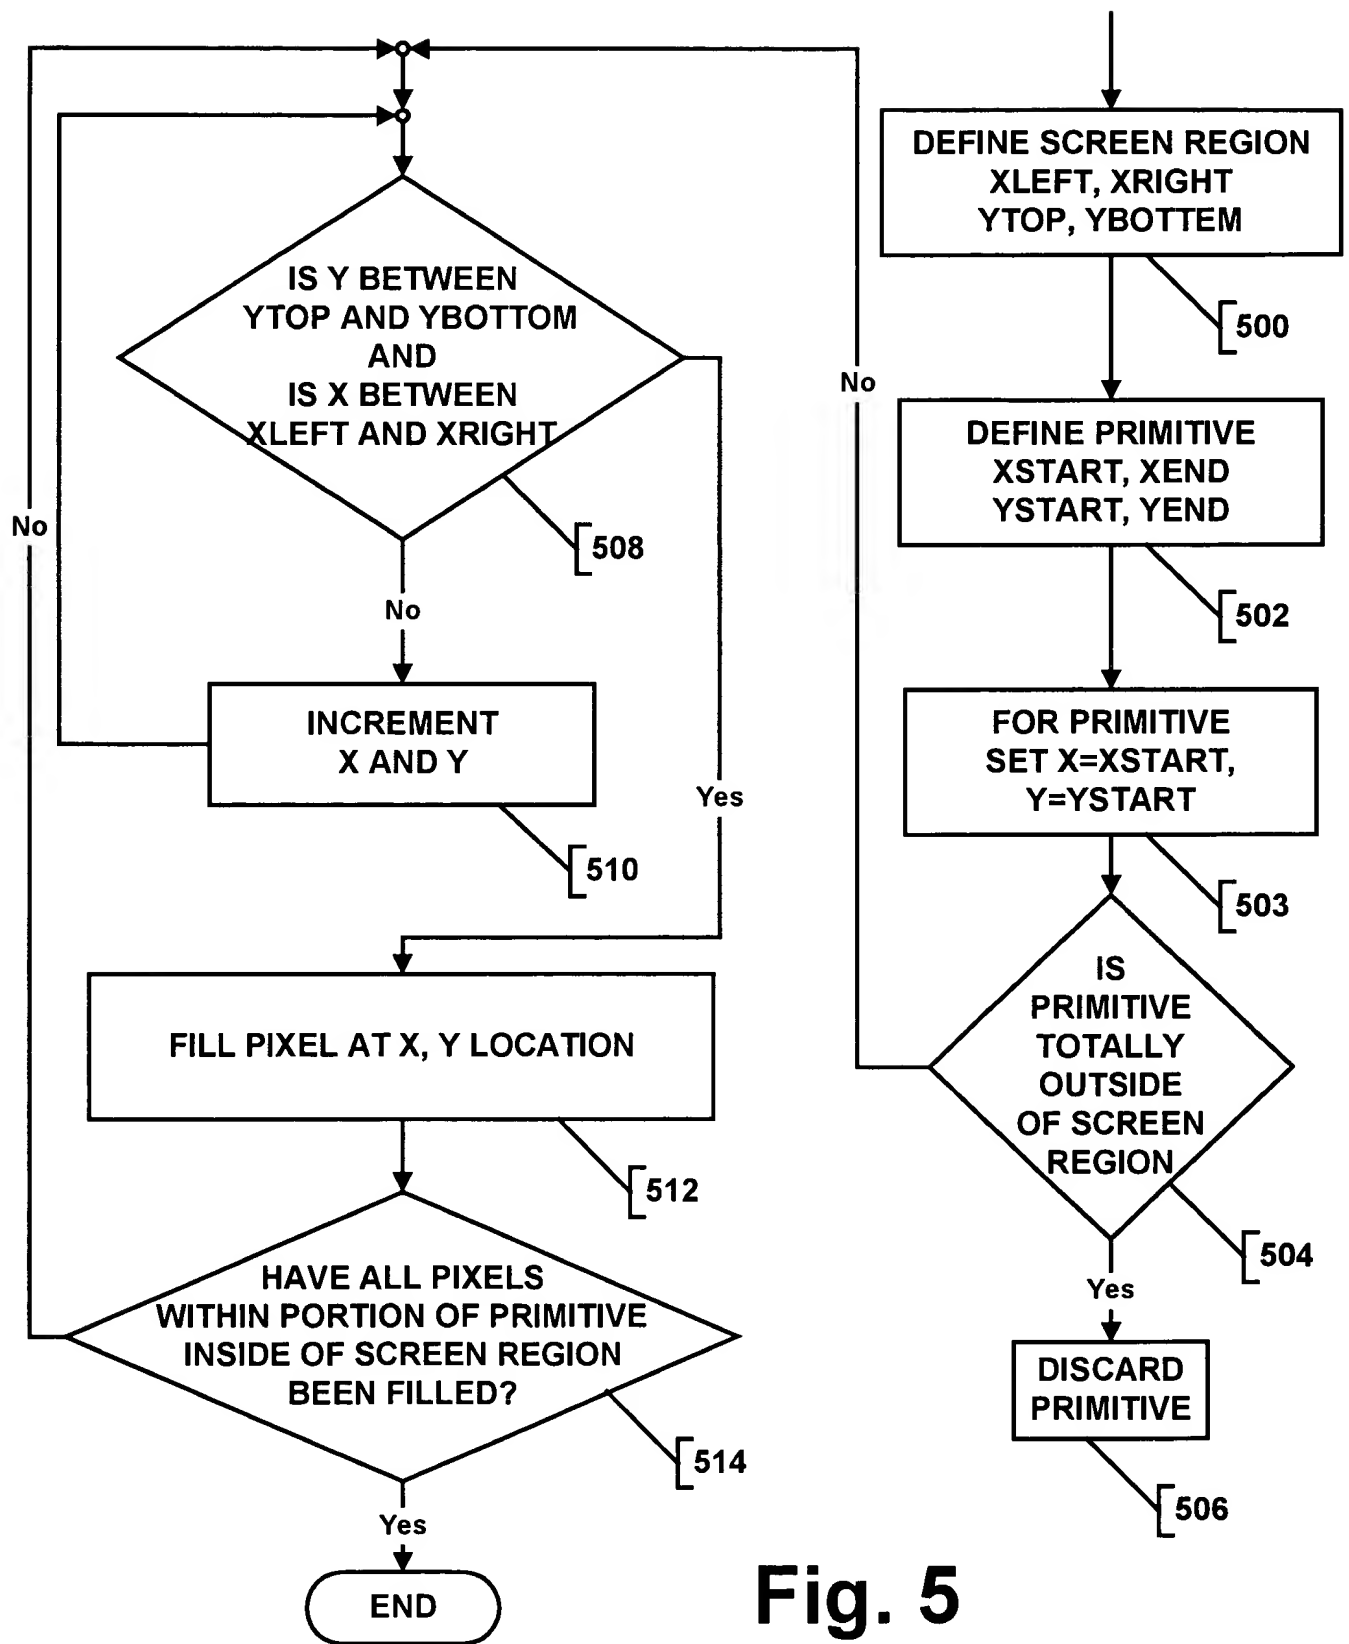 DEFINE SCREEN REGION
XLEFT, XRIGHT
YTOP, YBOTTEM
500
DEFINE PRIMITIVE
XSTART, XEND
YSTART, YEND
502
FOR PRIMITIVE
SET X=XSTART,
Y=YSTART
503
IS
PRIMITIVE
TOTALLY
OUTSIDE
OF SCREEN
REGION
504
No
Yes
DISCARD
PRIMITIVE
506
IS Y BETWEEN
YTOP AND YBOTTOM
AND
IS X BETWEEN
XLEFT AND XRIGHT
508
No
Yes
INCREMENT
X AND Y
510
FILL PIXEL AT X, Y LOCATION
512
HAVE ALL PIXELS
WITHIN PORTION OF PRIMITIVE
INSIDE OF SCREEN REGION
BEEN FILLED?
514
No
Yes
END
Fig. 5